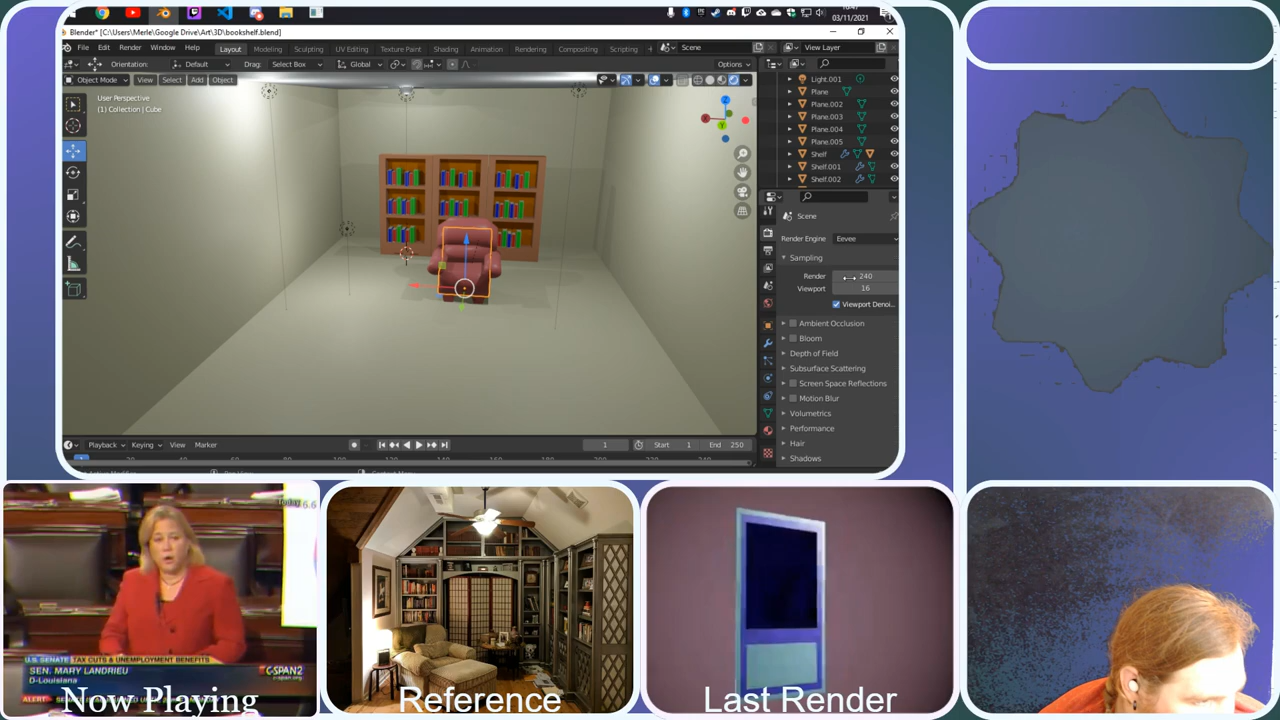 03/11/2021
Blender* [C:\Users\Merle\Google Drive\Art\3D\bookshelf.blend]
File Edit Render Window Help Layout Modeling Sculpting UV Editing Texture Paint Shading Animation Rendering Compositing Scripting Scene View Layer
Orientation: Default Drag: Select Box Global Options
Object Mode View Select Add Object
User Perspective
(1) Collection | Cube
Light.001
Plane
Plane.002
Plane.003
Plane.004
Plane.005
Shelf
Shelf.001
Shelf.002
Scene
Render Engine Eevee
Sampling
Render 240
Viewport 16
Viewport Denoi...
Ambient Occlusion
Bloom
Depth of Field
Subsurface Scattering
Screen Space Reflections
Motion Blur
Volumetrics
Performance
Hair
Shadows
Playback Keying View Marker 1 Start 1 End 250
U.S. SENATE TAX CUTS & UNEMPLOYMENT BENEFITS
SEN. MARY LANDRIEU
D-Louisiana
C-SPAN2
ALERT
Now Playing
Reference
Last Render